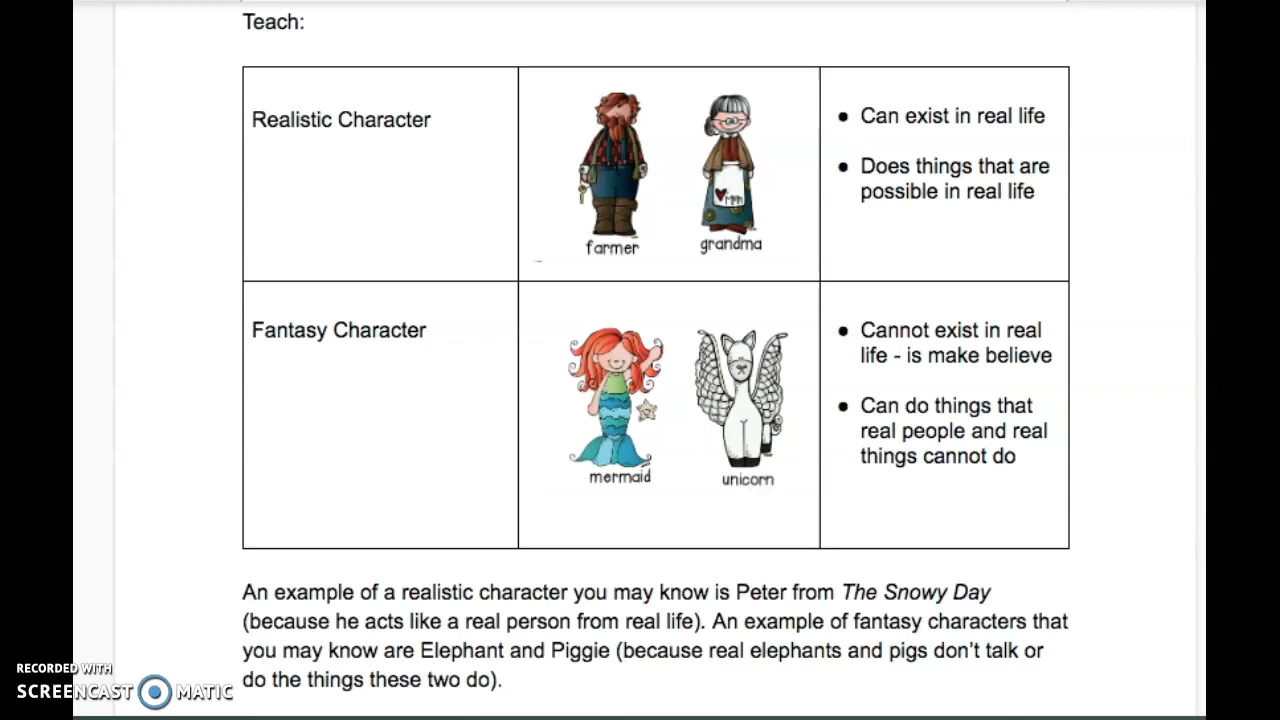 Teach:
Realistic Character
farmer
grandma
● Can exist in real life
● Does things that are
possible in real life
Fantasy Character
mermaid
unicorn
● Cannot exist in real
life - is make believe
● Can do things that
real people and real
things cannot do
An example of a realistic character you may know is Peter from The Snowy Day
(because he acts like a real person from real life). An example of fantasy characters that
you may know are Elephant and Piggie (because real elephants and pigs don't talk or
do the things these two do).
RECORDED WITH
SCREENCAST MATIC